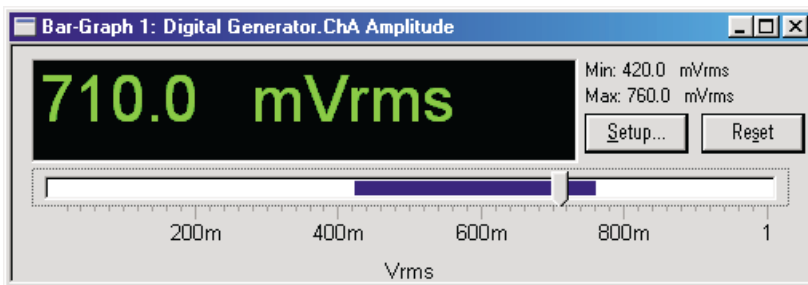 Bar-Graph 1: Digital Generator.ChA Amplitude
710.0 mVrms
Min: 420.0 mVrms
Max: 760.0 mVrms
Setup... Reset
200m 400m 600m 800m 1
Vrms